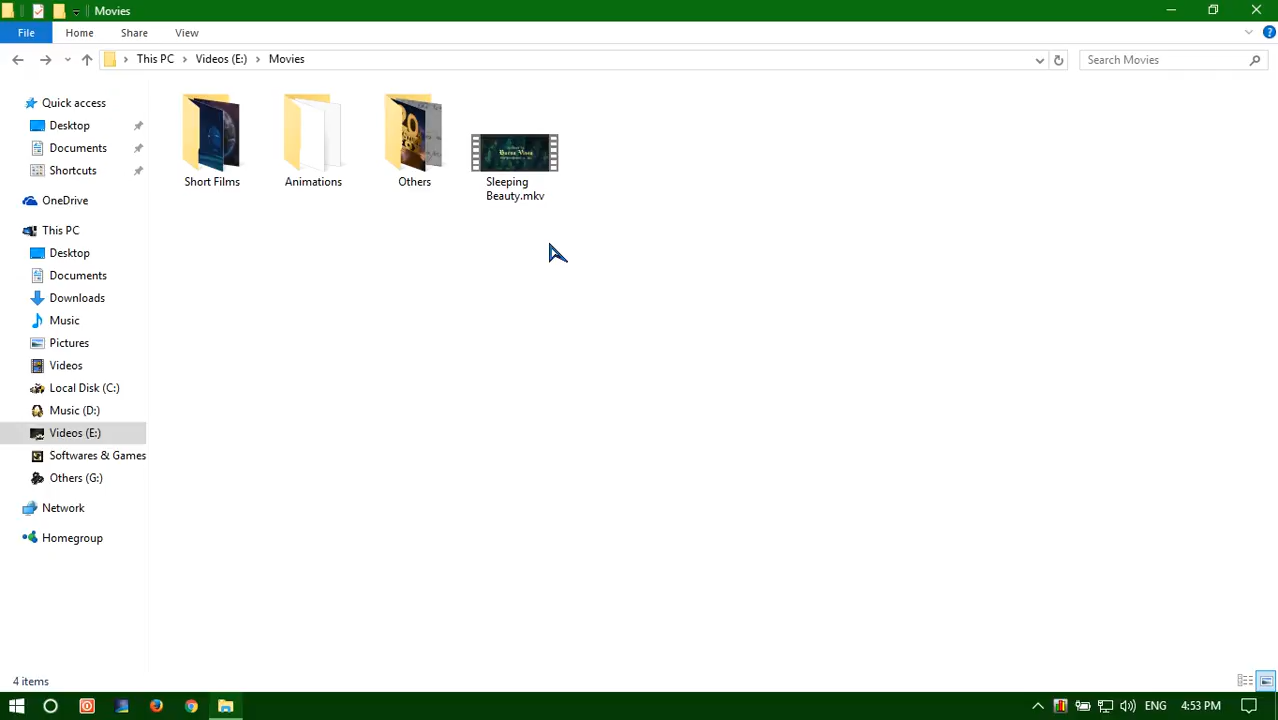 Movies
File Home Share View
This PC Videos (E:) Movies
Search Movies
Quick access
Desktop
Documents
Shortcuts
OneDrive
This PC
Desktop
Documents
Downloads
Music
Pictures
Videos
Local Disk (C:)
Music (D:)
Videos (E:)
Softwares & Games
Others (G:)
Network
Homegroup
Short Films
Animations
Others
Sleeping
Beauty.mkv
4 items
ENG 4:53 PM